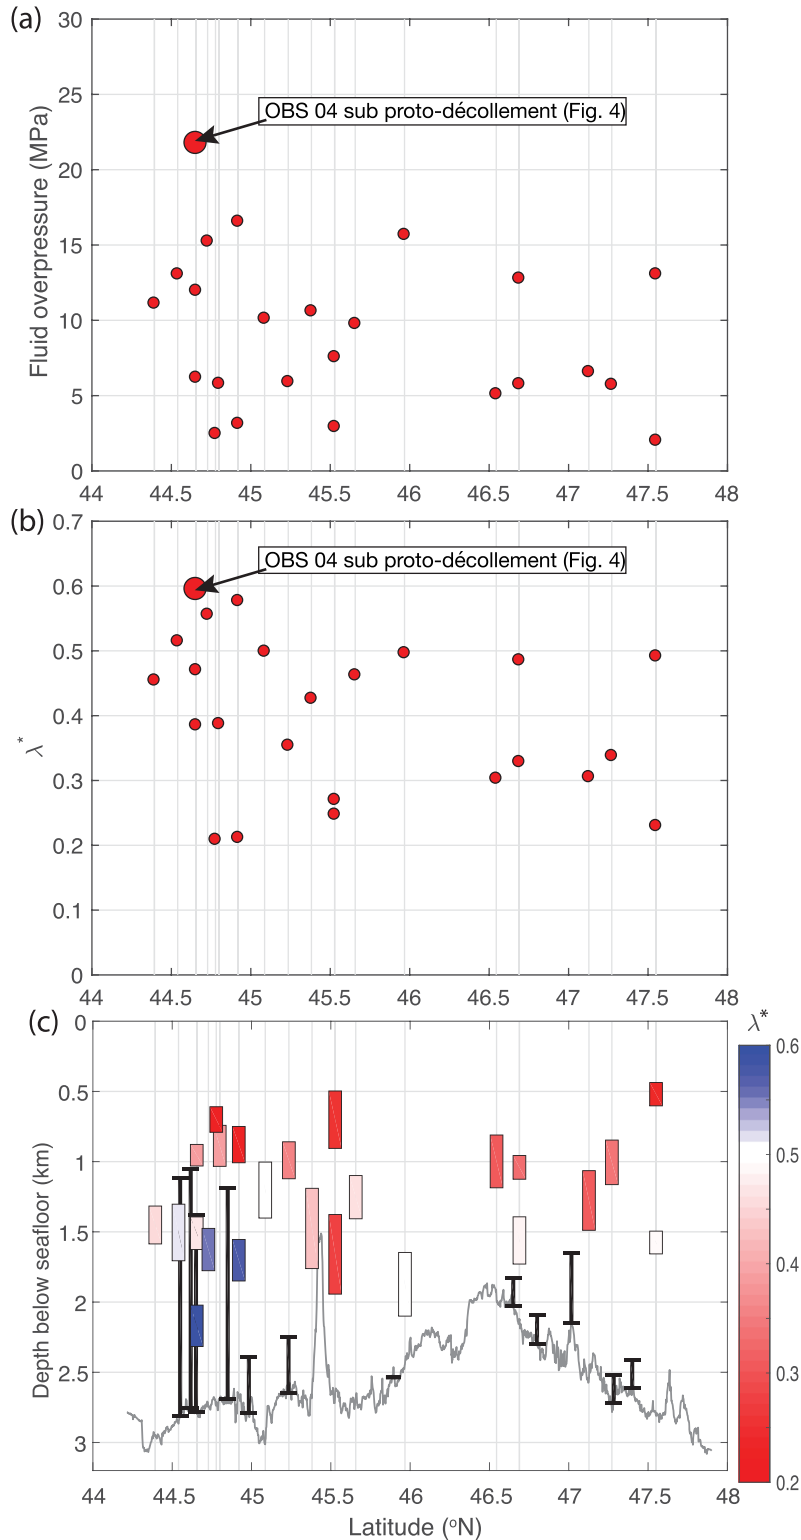 (a)
30
25
20
15
10
5
0
Fluid overpressure (MPa)
OBS 04 sub proto-décollement (Fig. 4)
44 44.5 45 45.5 46 46.5 47 47.5 48
(b)
0.7
0.6
0.5
0.4
0.3
0.2
0.1
0
λ*
OBS 04 sub proto-décollement (Fig. 4)
44 44.5 45 45.5 46 46.5 47 47.5 48
(c)
0
0.5
1
1.5
2
2.5
3
Depth below seafloor (km)
44 44.5 45 45.5 46 46.5 47 47.5 48
Latitude (ºN)
λ*
0.6
0.5
0.4
0.3
0.2